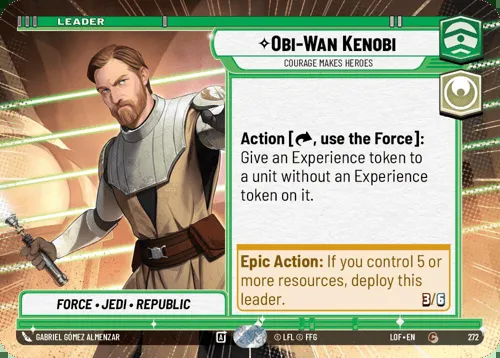 LEADER
OBI-WAN KENOBI
COURAGE MAKES HEROES
Action [, use the Force]:
Give an Experience token to
a unit without an Experience
token on it.
Epic Action: If you control 5 or
more resources, deploy this
leader.
3/6
FORCE • JEDI • REPUBLIC
GABRIEL GÓMEZ ALMENZAR
A
© LFL © FFG
LOF • EN
272